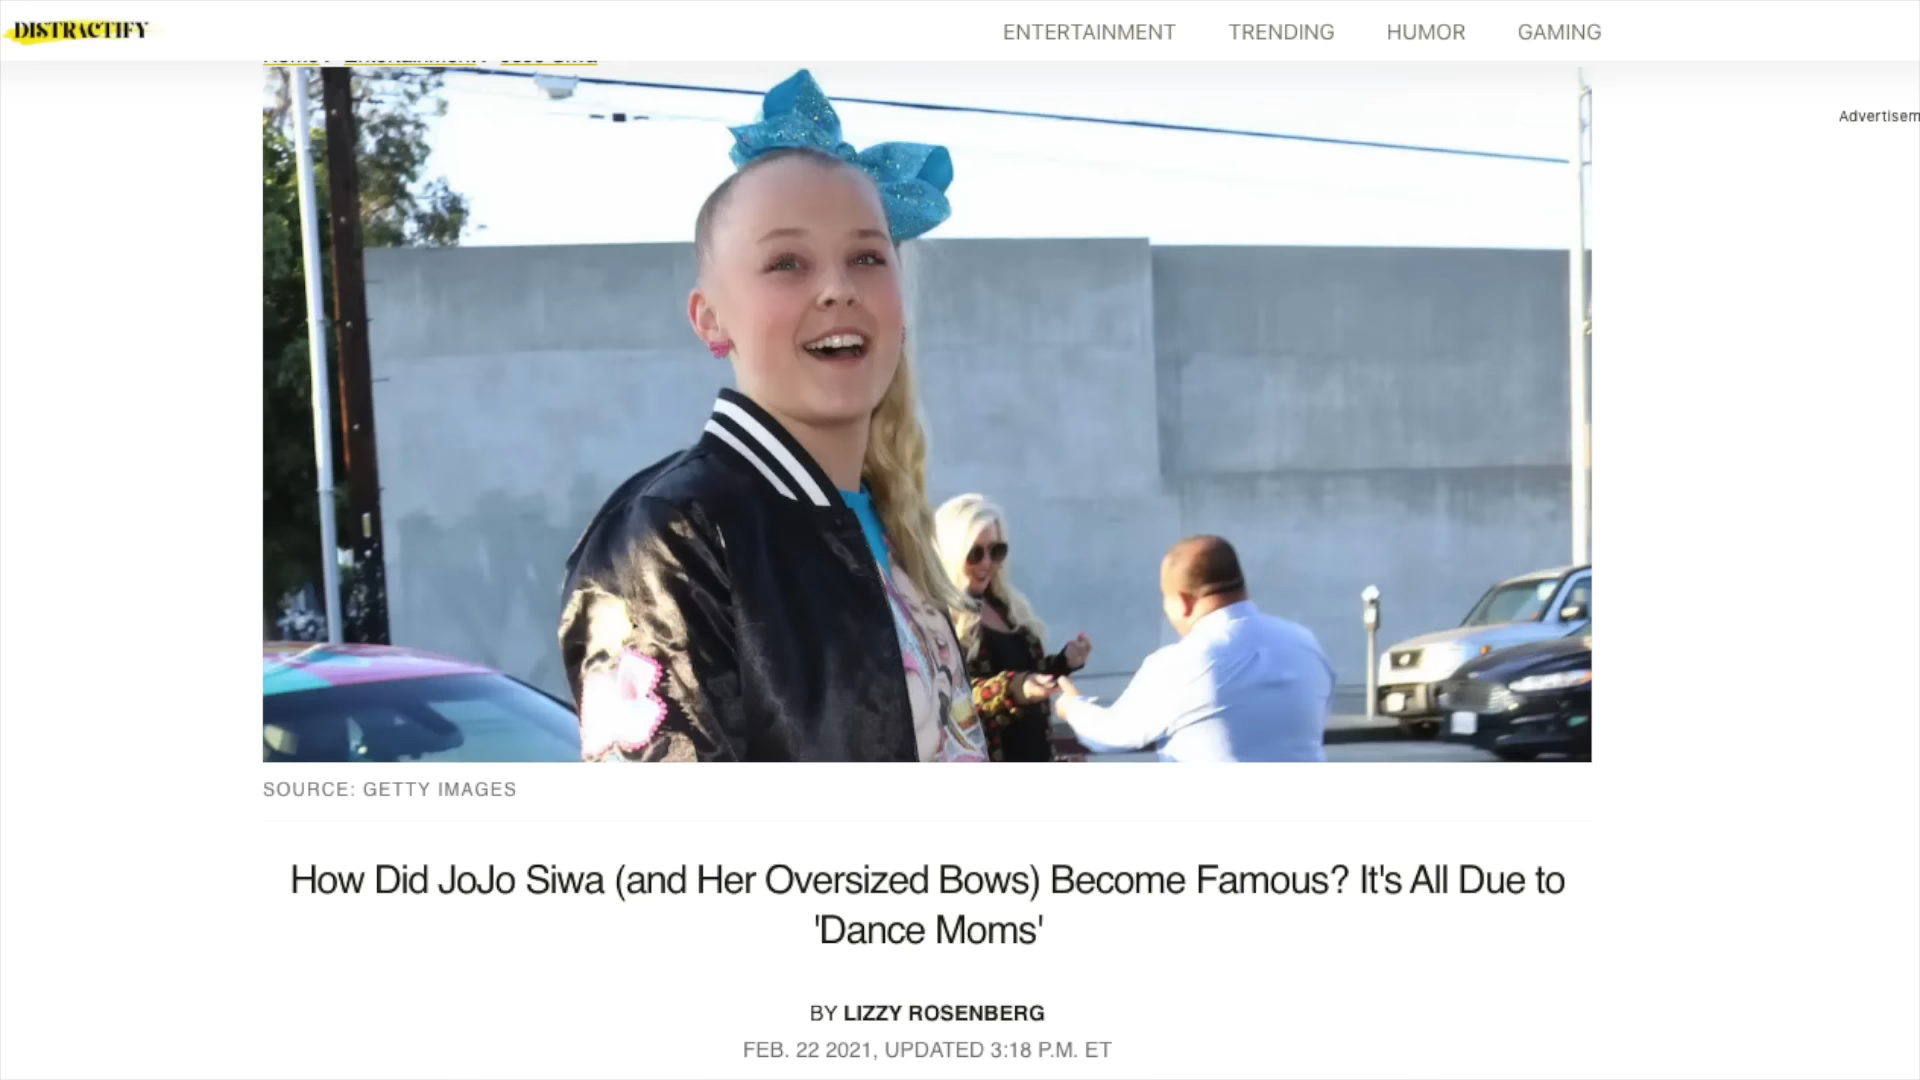 DISTRACTIFY
ENTERTAINMENT
TRENDING
HUMOR
GAMING
Advertisem
SOURCE: GETTY IMAGES
How Did JoJo Siwa (and Her Oversized Bows) Become Famous? It's All Due to
'Dance Moms'
BY LIZZY ROSENBERG
FEB. 22 2021, UPDATED 3:18 P.M. ET